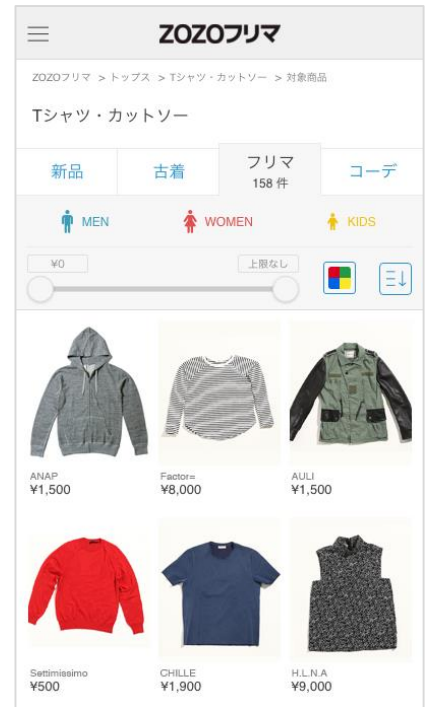 ZOZOフリマ
ZOZOフリマ > トップス > Tシャツ・カットソー > 対象商品
Tシャツ・カットソー
新品 古着 フリマ 158 件 コーデ
MEN WOMEN KIDS
¥0 上限なし
ANAP Factor= AULI
¥1,500 ¥8,000 ¥1,500
Settimissimo CHILLE H.L.N.A
¥500 ¥1,900 ¥9,000